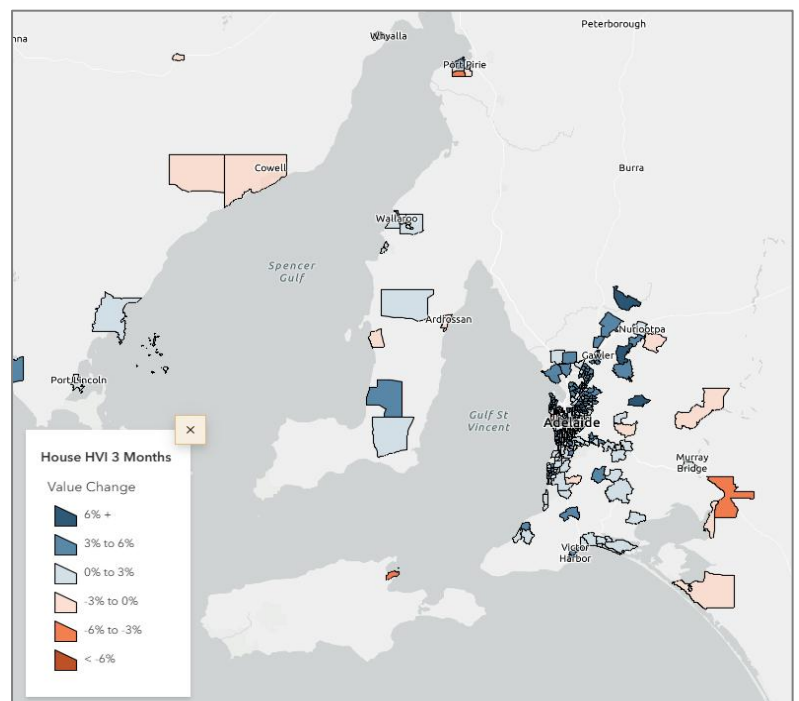 Peterborough
nna
Whyalla
Port Pirie
Cowell
Burra
Wallaroo
Spencer
Gulf
Ardrossan
Nuriootpa
Gawler
Port Lincoln
Gulf St
Vincent
Adelaide
×
House HVI 3 Months
Murray
Bridge
Value Change
6% +
3% to 6%
0% to 3%
Victor
Harbor
-3% to 0%
-6% to -3%
< -6%